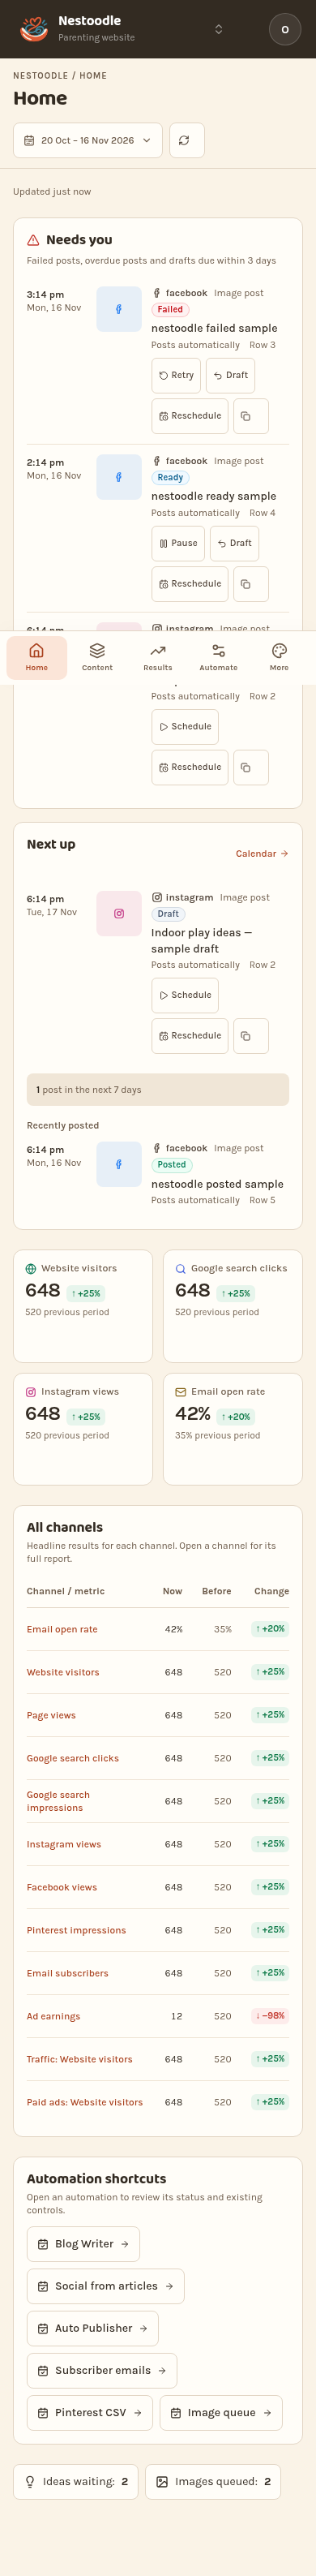 Nestoodle
Parenting website
O
NESTOODLE / HOME
Home
20 Oct – 16 Nov 2026
Updated just now
Needs you
Failed posts, overdue posts and drafts due within 3 days
3:14 pm
Mon, 16 Nov
facebook Image post
Failed
nestoodle failed sample
Posts automatically Row 3
Retry Draft
Reschedule
2:14 pm
Mon, 16 Nov
facebook Image post
Ready
nestoodle ready sample
Posts automatically Row 4
Pause Draft
Reschedule
Home Content Results Automate More
Posts automatically Row 2
Schedule
Reschedule
Next up
Calendar →
6:14 pm
Tue, 17 Nov
instagram Image post
Draft
Indoor play ideas —
sample draft
Posts automatically Row 2
Schedule
Reschedule
1 post in the next 7 days
Recently posted
6:14 pm
Mon, 16 Nov
facebook Image post
Posted
nestoodle posted sample
Posts automatically Row 5
Website visitors
648 ↑ +25%
520 previous period
Google search clicks
648 ↑ +25%
520 previous period
Instagram views
648 ↑ +25%
520 previous period
Email open rate
42% ↑ +20%
35% previous period
All channels
Headline results for each channel. Open a channel for its
full report.
Channel / metric Now Before Change
Email open rate 42% 35% ↑ +20%
Website visitors 648 520 ↑ +25%
Page views 648 520 ↑ +25%
Google search clicks 648 520 ↑ +25%
Google search
impressions 648 520 ↑ +25%
Instagram views 648 520 ↑ +25%
Facebook views 648 520 ↑ +25%
Pinterest impressions 648 520 ↑ +25%
Email subscribers 648 520 ↑ +25%
Ad earnings 12 520 ↓ −98%
Traffic: Website visitors 648 520 ↑ +25%
Paid ads: Website visitors 648 520 ↑ +25%
Automation shortcuts
Open an automation to review its status and existing
controls.
Blog Writer →
Social from articles →
Auto Publisher →
Subscriber emails →
Pinterest CSV → Image queue →
Ideas waiting: 2 Images queued: 2